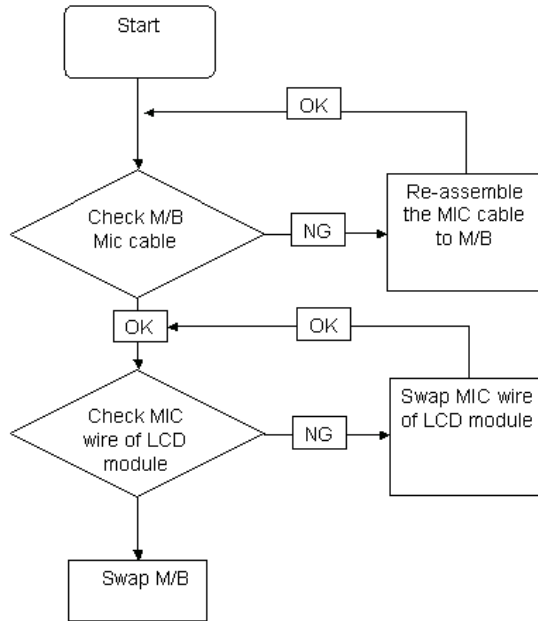 Start
OK
Check M/B
Mic cable
NG
Re-assemble
the MIC cable
to M/B
OK
OK
Check MIC
wire of LCD
module
NG
Swap MIC wire
of LCD module
Swap M/B